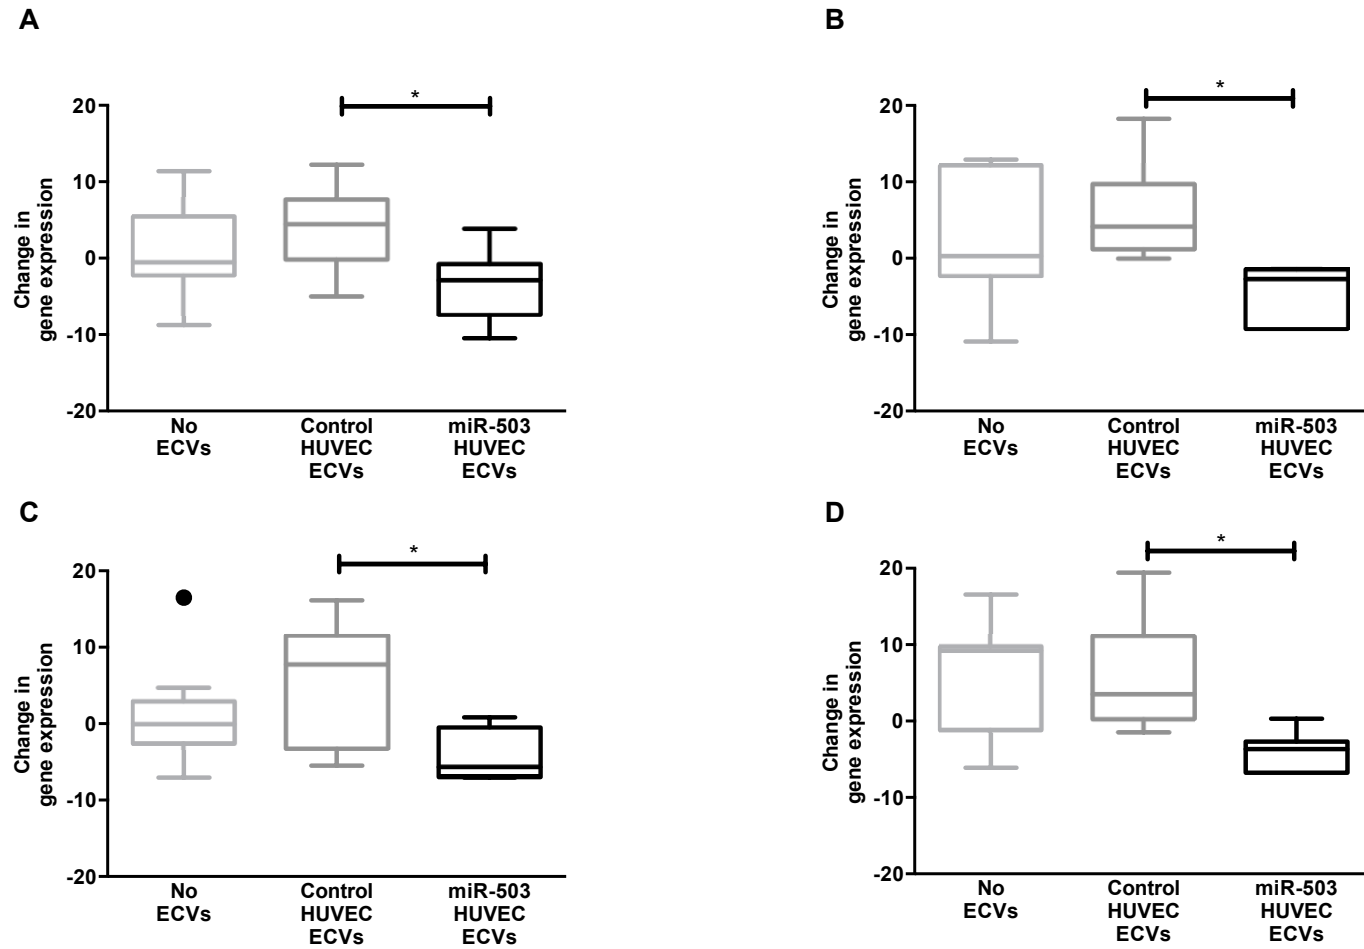 A
20
10
0
-10
-20
Change in
gene expression
*
No
ECVs
Control
HUVEC
ECVs
miR-503
HUVEC
ECVs
B
20
10
0
-10
-20
Change in
gene expression
*
No
ECVs
Control
HUVEC
ECVs
miR-503
HUVEC
ECVs
C
20
10
0
-10
-20
Change in
gene expression
*
No
ECVs
Control
HUVEC
ECVs
miR-503
HUVEC
ECVs
D
20
10
0
-10
-20
Change in
gene expression
*
No
ECVs
Control
HUVEC
ECVs
miR-503
HUVEC
ECVs